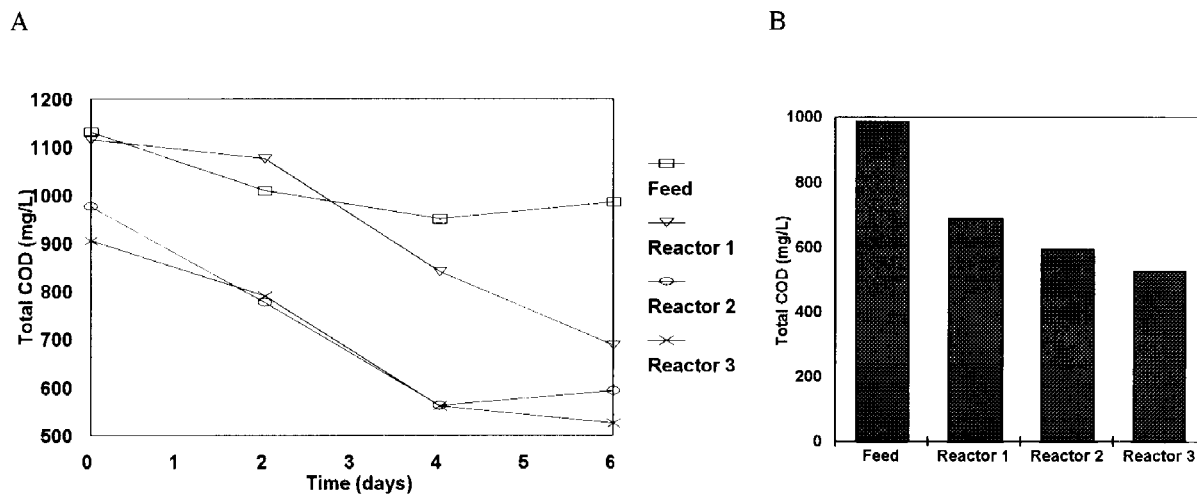 A
B
Total COD (mg/L)
1200
1100
1000
900
800
700
600
500
0 1 2 3 4 5 6
Time (days)
Feed
Reactor 1
Reactor 2
Reactor 3
Total COD (mg/L)
1000
800
600
400
200
0
Feed Reactor 1 Reactor 2 Reactor 3